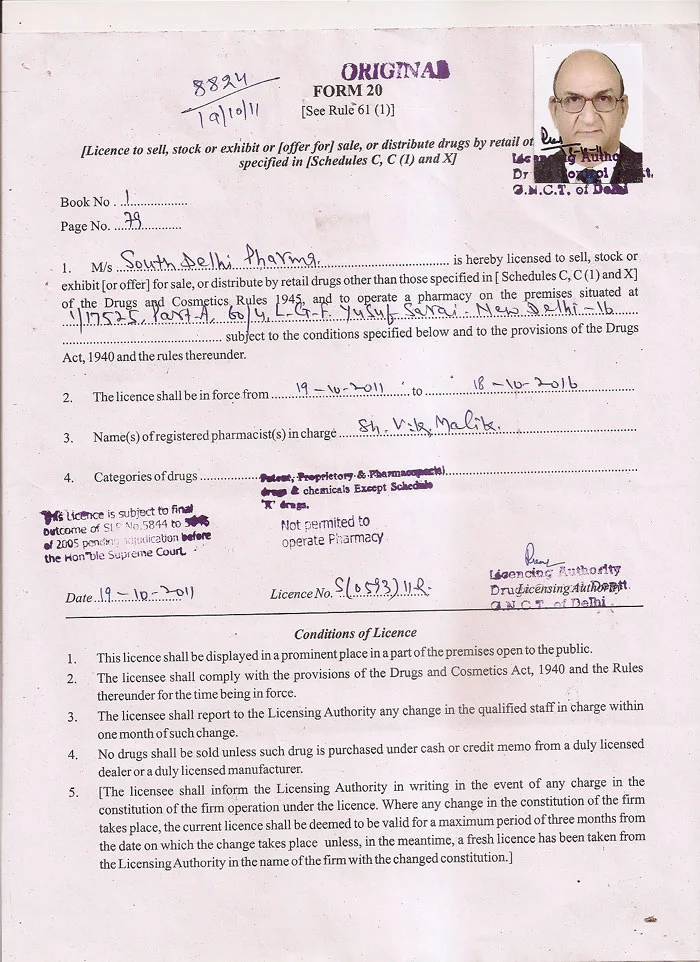 8824
19/10/11
ORIGINAL
FORM 20
[See Rule 61 (1)]
[Licence to sell, stock or exhibit or [offer for] sale, or distribute drugs by retail ot
specified in [Schedules C, C (1) and X]
Licencing Autho
Dr Control tt.
G.N.C.T. of Delhi
Book No . 1
Page No. 79
1. M/s South Delhi Pharma is hereby licensed to sell, stock or
exhibit [or offer] for sale, or distribute by retail drugs other than those specified in [ Schedules C, C (1) and X]
of the Drugs and Cosmetics Rules 1945, and to operate a pharmacy on the premises situated at
1/17525, Part-A, 60/4, L-G-F. Yusuf Sarai - New Delhi-16
subject to the conditions specified below and to the provisions of the Drugs
Act, 1940 and the rules thereunder.
2. The licence shall be in force from 19-10-2011 to 18-10-2016
3. Name(s) of registered pharmacist(s) in charge Sh. V.K. Malik.
4. Categories of drugs
Patent, Proprietory & Pharmacopoeial
drugs & chemicals Except Schedule
'X' drugs.
This Licence is subject to final
outcome of SLP No.5844 to
of 2005 pending adjudication before
the Hon'ble Supreme Court.
Not permited to
operate Pharmacy
Licencing Authority
Drug Deptt.
Licensing Authority
G.N.C.T. of Delhi
Date 19-10-2011 Licence No.
Conditions of Licence
1. This licence shall be displayed in a prominent place in a part of the premises open to the public.
2. The licensee shall comply with the provisions of the Drugs and Cosmetics Act, 1940 and the Rules
thereunder for the time being in force.
3. The licensee shall report to the Licensing Authority any change in the qualified staff in charge within
one month of such change.
4. No drugs shall be sold unless such drug is purchased under cash or credit memo from a duly licensed
dealer or a duly licensed manufacturer.
5. [The licensee shall inform the Licensing Authority in writing in the event of any charge in the
constitution of the firm operation under the licence. Where any change in the constitution of the firm
takes place, the current licence shall be deemed to be valid for a maximum period of three months from
the date on which the change takes place unless, in the meantime, a fresh licence has been taken from
the Licensing Authority in the name of the firm with the changed constitution.]